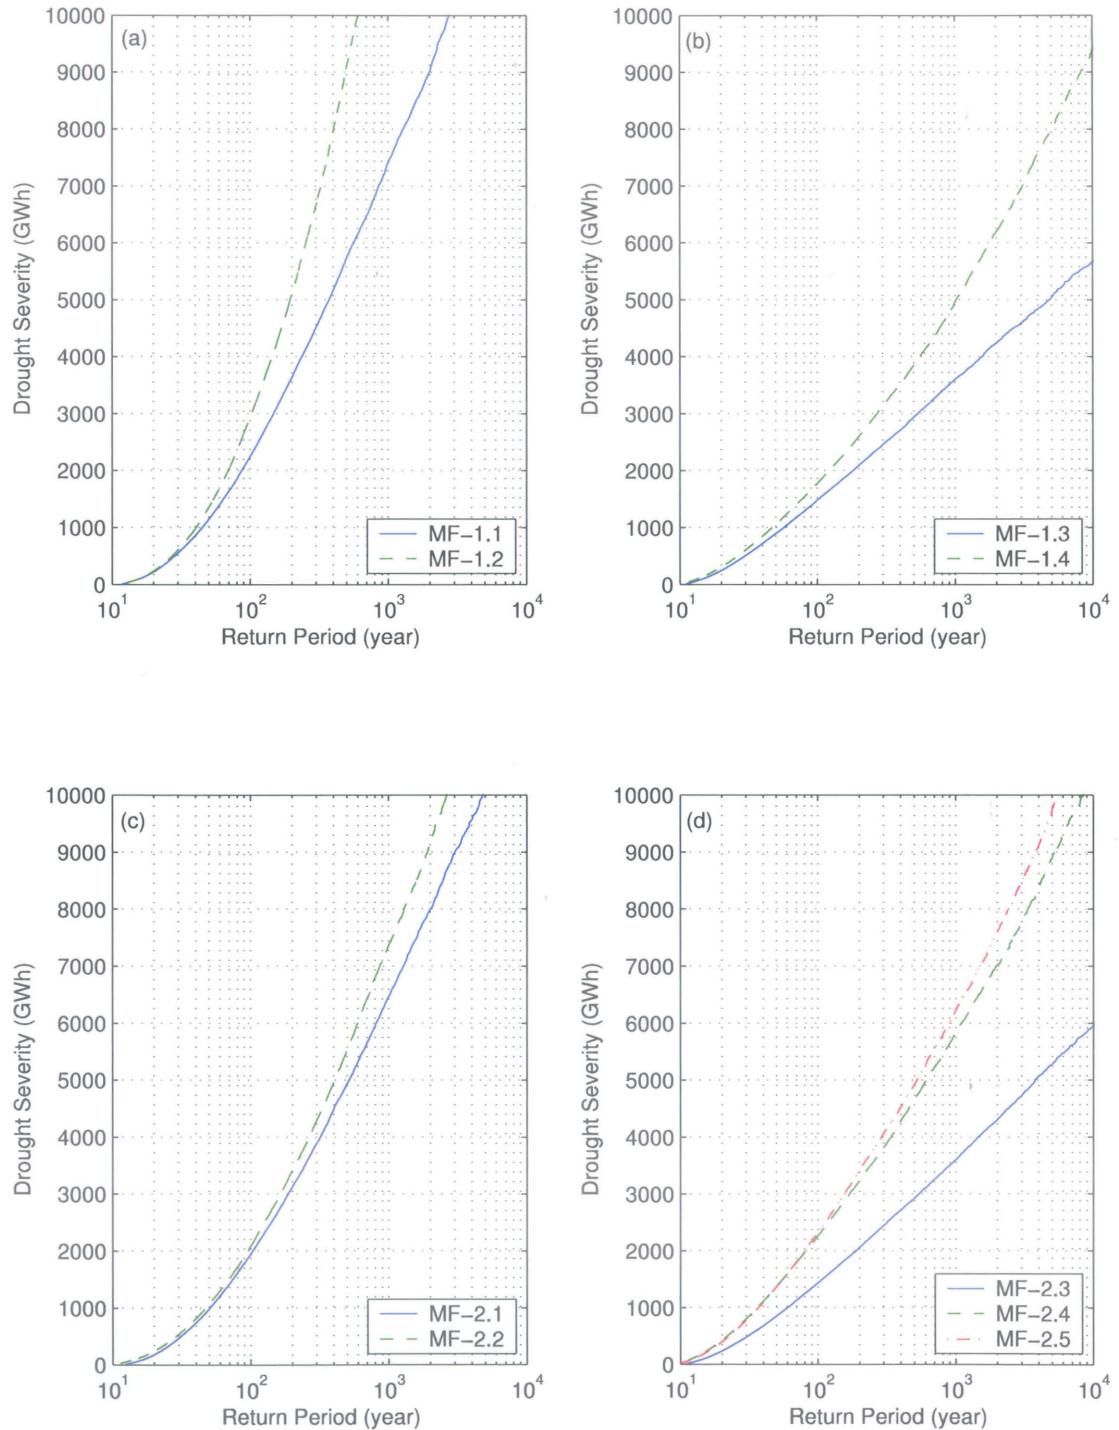 (a)
10000
9000
8000
7000
6000
5000
4000
3000
2000
1000
0
Drought Severity (GWh)
10^1 10^2 10^3 10^4
Return Period (year)
MF-1.1
MF-1.2
(b)
10000
9000
8000
7000
6000
5000
4000
3000
2000
1000
0
Drought Severity (GWh)
10^1 10^2 10^3 10^4
Return Period (year)
MF-1.3
MF-1.4
(c)
10000
9000
8000
7000
6000
5000
4000
3000
2000
1000
0
Drought Severity (GWh)
10^1 10^2 10^3 10^4
Return Period (year)
MF-2.1
MF-2.2
(d)
10000
9000
8000
7000
6000
5000
4000
3000
2000
1000
0
Drought Severity (GWh)
10^1 10^2 10^3 10^4
Return Period (year)
MF-2.3
MF-2.4
MF-2.5